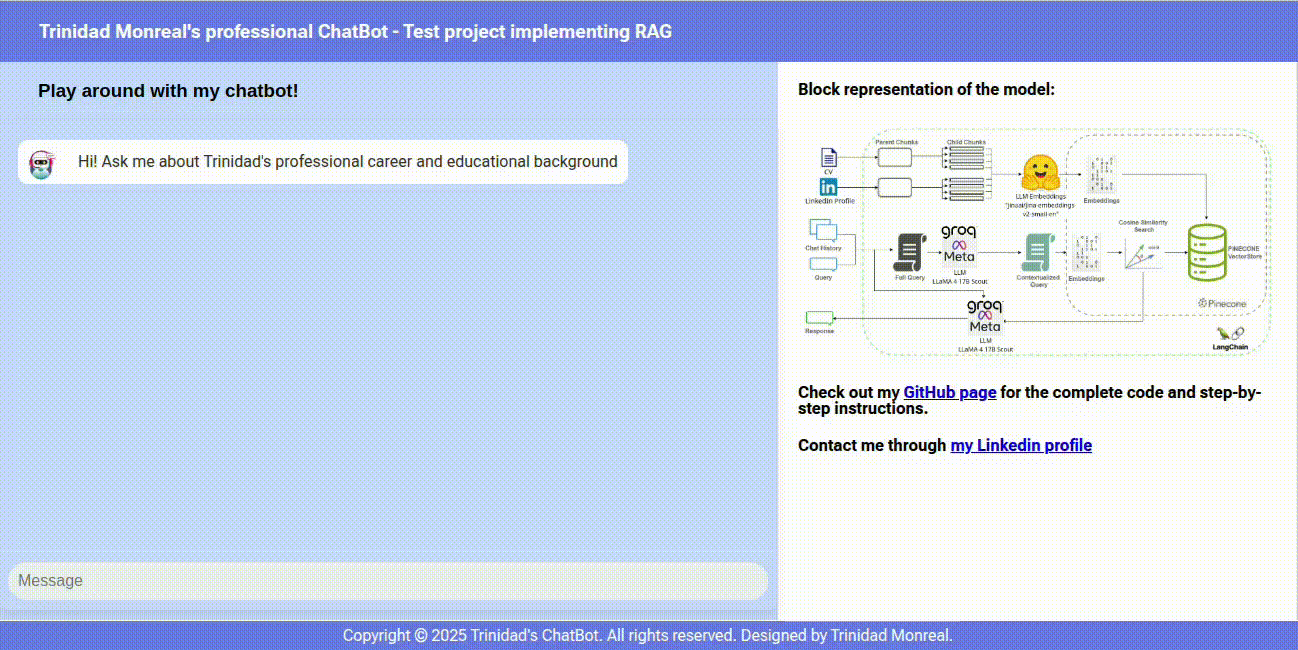 Trinidad Monreal's professional ChatBot - Test project implementing RAG
Play around with my chatbot!
Hi! Ask me about Trinidad's professional career and educational background
Message
Block representation of the model:
Parent Chunks
Child Chunks
CV
in
LinkedIn Profile
LLM Embeddings
"jinaai/jina-embeddings
v2-small-en"
Embeddings
Chat History
Query
Full Query
groq
Meta
LLM
LLaMA 4 17B Scout
Contextualized
Query
Embeddings
Cosine Similarity
Search
PINECONE
VectorStore
Pinecone
Response
groq
Meta
LLM
LLaMA 4 17B Scout
LangChain
Check out my GitHub page for the complete code and step-by-
step instructions.
Contact me through my Linkedin profile
Copyright © 2025 Trinidad's ChatBot. All rights reserved. Designed by Trinidad Monreal.